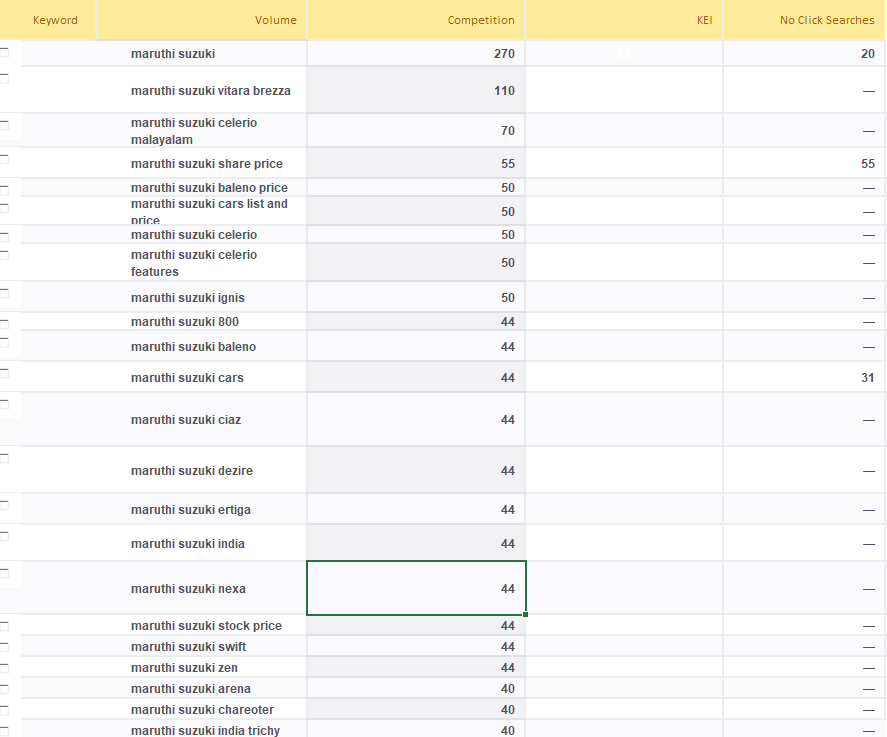 Keyword Volume Competition KEI No Click Searches
maruthi suzuki 270 20
maruthi suzuki vitara brezza 110 —
maruthi suzuki celerio
malayalam 70 —
maruthi suzuki share price 55 55
maruthi suzuki baleno price 50 —
maruthi suzuki cars list and
price 50 —
maruthi suzuki celerio 50 —
maruthi suzuki celerio
features 50 —
maruthi suzuki ignis 50 —
maruthi suzuki 800 44 —
maruthi suzuki baleno 44 —
maruthi suzuki cars 44 31
maruthi suzuki ciaz 44 —
maruthi suzuki dezire 44 —
maruthi suzuki ertiga 44 —
maruthi suzuki india 44 —
maruthi suzuki nexa 44 —
maruthi suzuki stock price 44 —
maruthi suzuki swift 44 —
maruthi suzuki zen 44 —
maruthi suzuki arena 40 —
maruthi suzuki chareoter 40 —
maruthi suzuki india trichy 40 —